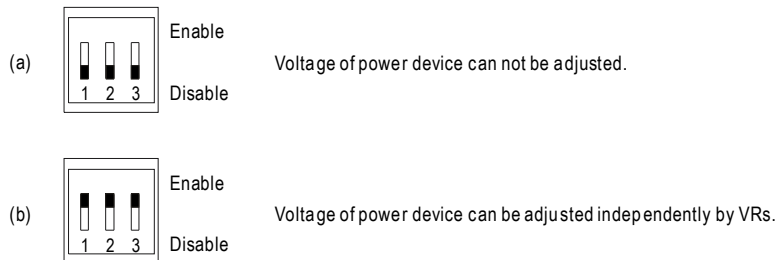 Enable
(a) Voltage of power device can not be adjusted.
1 2 3 Disable
Enable
(b) Voltage of power device can be adjusted independently by VRs.
1 2 3 Disable